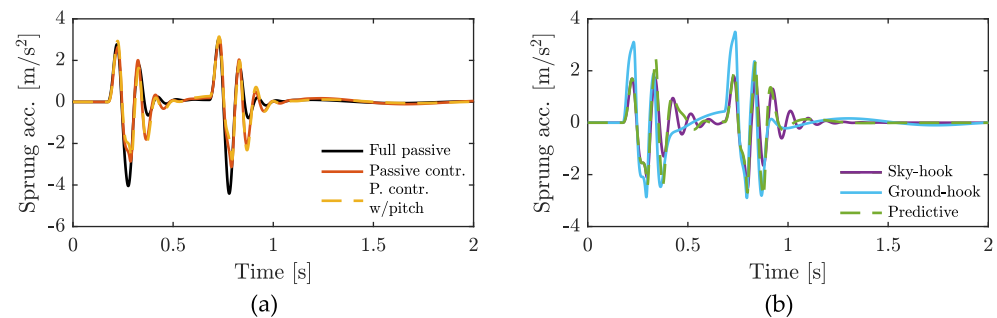 4
2
0
-2
-4
-6
Sprung acc. [m/s²]
Full passive
Passive contr.
P. contr.
w/pitch
0
0.5
1
1.5
2
Time [s]
(a)
4
2
0
-2
-4
Sprung acc. [m/s²]
Sky-hook
Ground-hook
Predictive
0
0.5
1
1.5
2
Time [s]
(b)